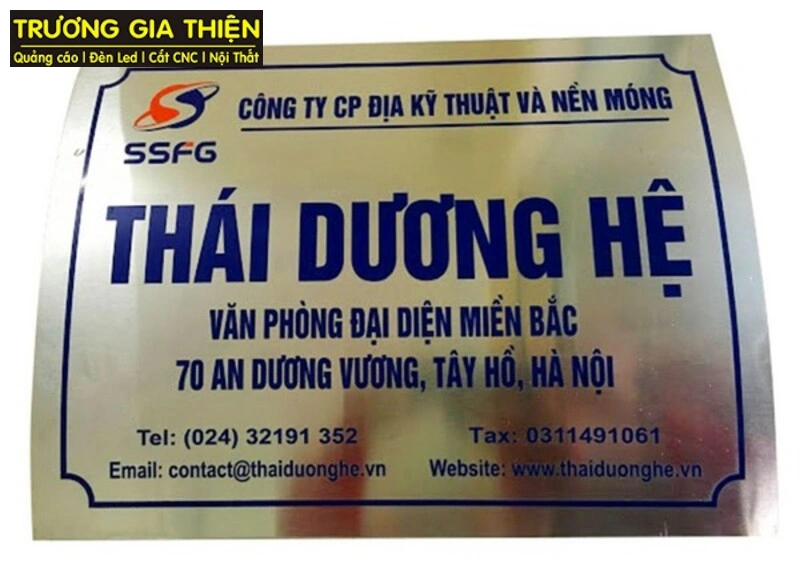 TRƯƠNG GIA THIỆN
Quảng cáo | Đèn Led | Cắt CNC | Nội Thất
SSFG
CÔNG TY CP ĐỊA KỸ THUẬT VÀ NỀN MÓNG
THÁI DƯƠNG HỆ
VĂN PHÒNG ĐẠI DIỆN MIỀN BẮC
70 AN DƯƠNG VƯƠNG, TÂY HỒ, HÀ NỘI
Tel: (024) 32191 352 Tax: 0311491061
Email: contact@thaiduonghe.vn Website: www.thaiduonghe.vn